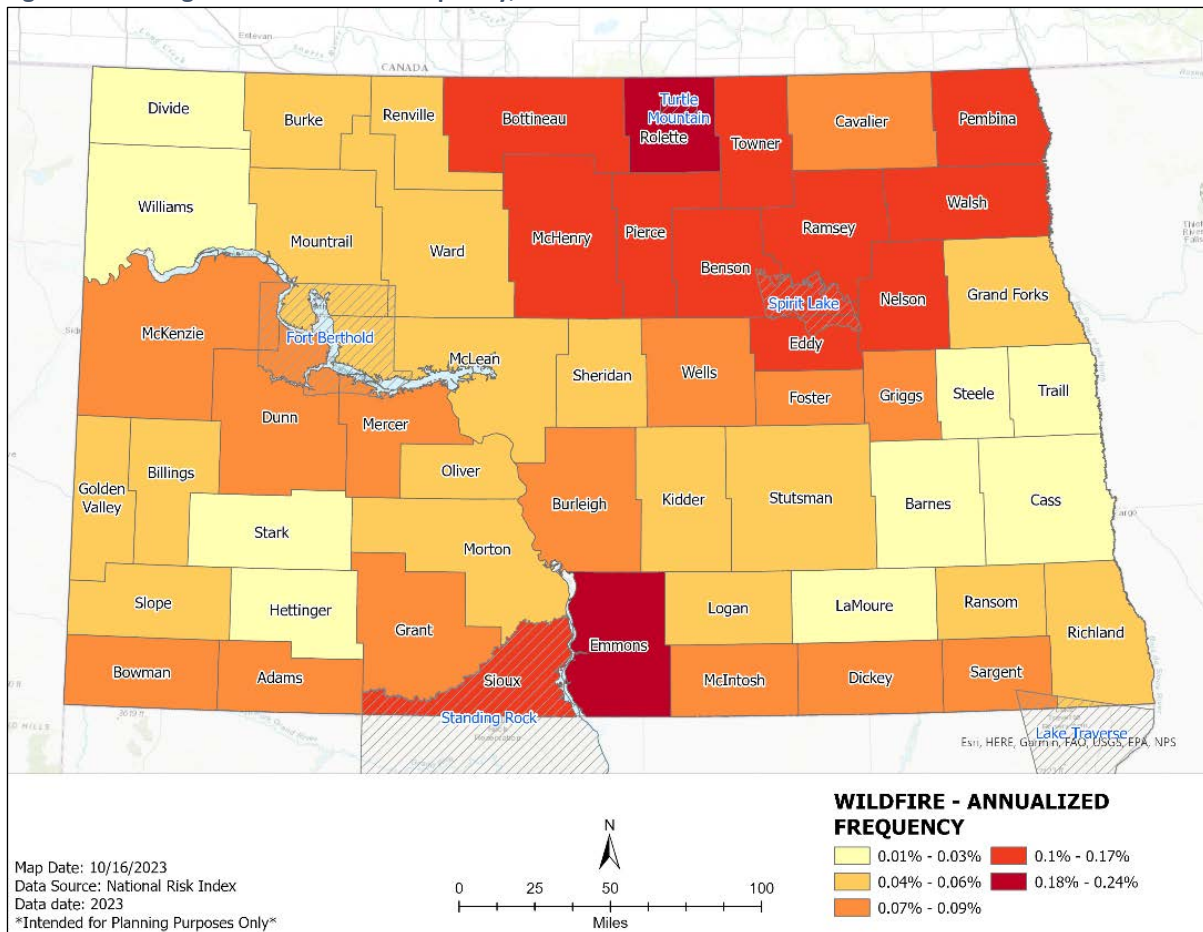 Estevan
CANADA
Divide
Burke
Renville
Bottineau
Turtle
Mountain
Rolette
Towner
Cavalier
Pembina
Williams
Mountrail
Ward
McHenry
Pierce
Benson
Ramsey
Walsh
Nelson
Grand Forks
Spirit Lake
Eddy
McKenzie
Fort Berthold
McLean
Sheridan
Wells
Foster
Griggs
Steele
Traill
Dunn
Mercer
Oliver
Golden
Valley
Billings
Stark
Burleigh
Kidder
Stutsman
Barnes
Cass
Morton
Slope
Hettinger
Grant
Emmons
Logan
LaMoure
Ransom
Richland
Bowman
Adams
Sioux
McIntosh
Dickey
Sargent
Standing Rock
Lake Traverse
Esri, HERE, Garmin, FAO, USGS, EPA, NPS
WILDFIRE - ANNUALIZED
FREQUENCY
0.01% - 0.03%
0.1% - 0.17%
0.04% - 0.06%
0.18% - 0.24%
0.07% - 0.09%
N
0 25 50 100
Miles
Map Date: 10/16/2023
Data Source: National Risk Index
Data date: 2023
*Intended for Planning Purposes Only*